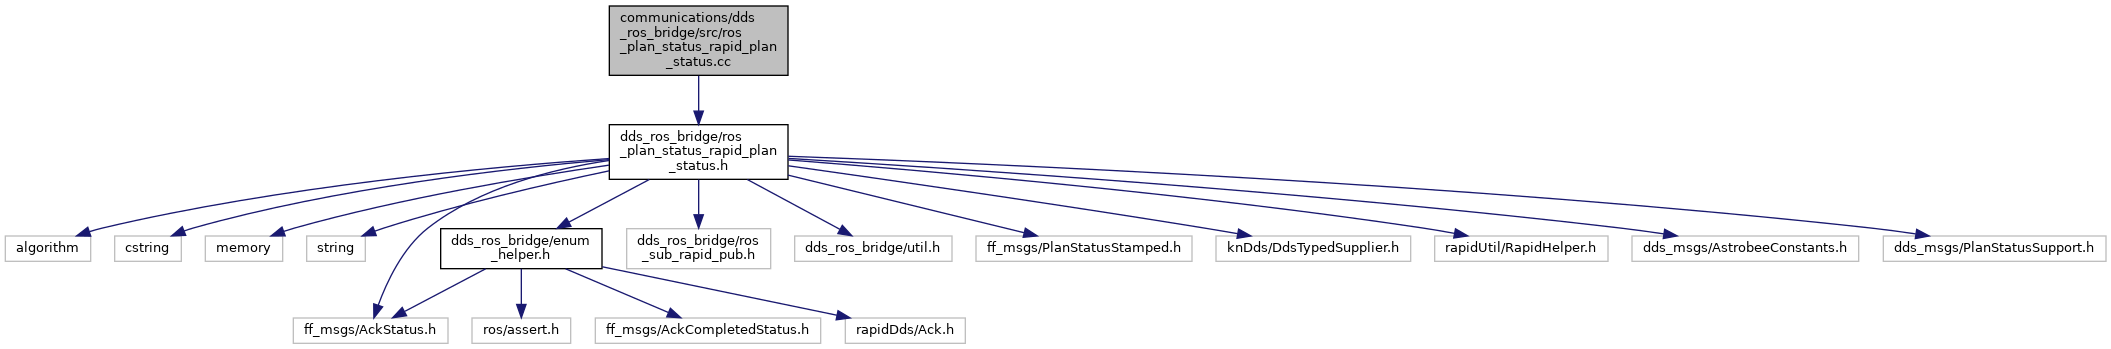 communications/dds
_ros_bridge/src/ros
_plan_status_rapid_plan
_status.cc
dds_ros_bridge/ros
_plan_status_rapid_plan
_status.h
algorithm
cstring
memory
string
dds_ros_bridge/enum
_helper.h
dds_ros_bridge/ros
_sub_rapid_pub.h
dds_ros_bridge/util.h
ff_msgs/PlanStatusStamped.h
knDds/DdsTypedSupplier.h
rapidUtil/RapidHelper.h
dds_msgs/AstrobeeConstants.h
dds_msgs/PlanStatusSupport.h
ff_msgs/AckStatus.h
ros/assert.h
ff_msgs/AckCompletedStatus.h
rapidDds/Ack.h